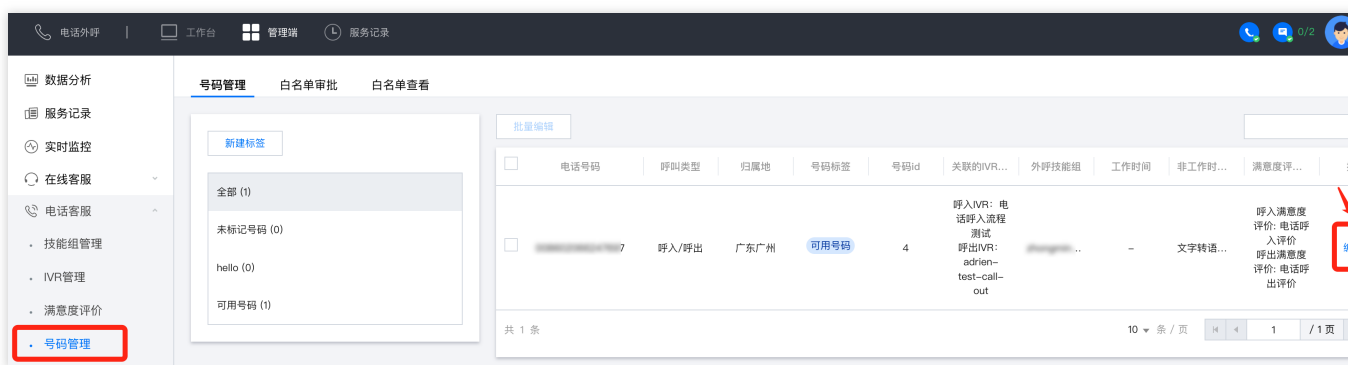 电话外呼 | 工作台 管理端 服务记录 0/2
数据分析
服务记录
实时监控
在线客服
电话客服
技能组管理
IVR管理
满意度评价
号码管理
号码管理 白名单审批 白名单查看
新建标签
全部 (1)
未标记号码 (0)
hello (0)
可用号码 (1)
批量编辑
电话号码 呼叫类型 归属地 号码标签 号码id 关联的IVR... 外呼技能组 工作时间 非工作时... 满意度评...
7 呼入/呼出 广东广州 可用号码 4
呼入IVR：电
话呼入流程
测试
呼出IVR：
adrien-
test-call-
out
.. – 文字转语...
呼入满意度
评价: 电话呼
入评价
呼出满意度
评价: 电话呼
出评价
共 1 条
10 条 / 页 1 / 1 页